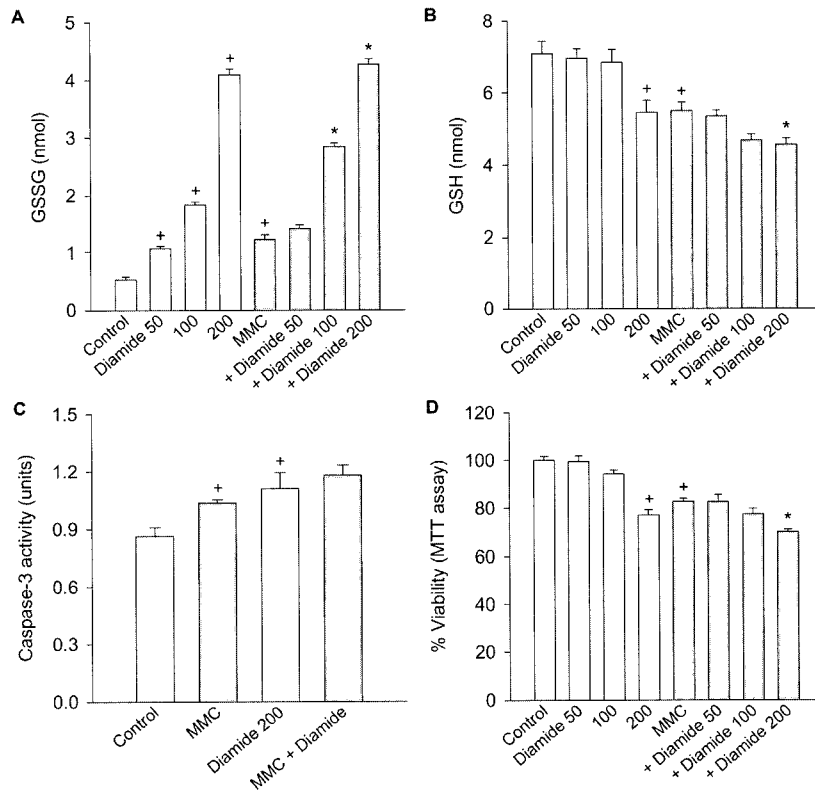 A
GSSG (nmol)
5
4
3
2
1
0
+
+
+
+
*
*
Control
Diamide 50
100
200
MMC
+ Diamide 50
+ Diamide 100
+ Diamide 200
B
GSH (nmol)
8
6
4
2
0
+
+
*
Control
Diamide 50
100
200
MMC
+ Diamide 50
+ Diamide 100
+ Diamide 200
C
Caspase-3 activity (units)
1.5
1.2
0.9
0.6
0.3
0.0
+
+
Control
MMC
Diamide 200
MMC + Diamide
D
% Viability (MTT assay)
120
100
80
60
40
20
0
+
+
*
Control
Diamide 50
100
200
MMC
+ Diamide 50
+ Diamide 100
+ Diamide 200